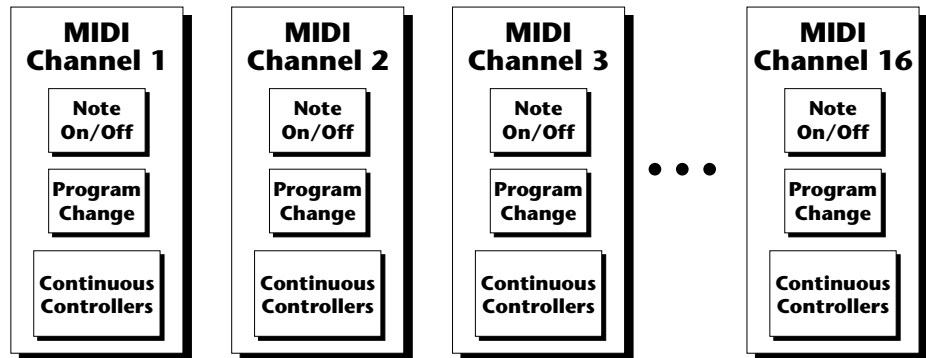 MIDI
Channel 1
Note
On/Off
Program
Change
Continuous
Controllers
MIDI
Channel 2
Note
On/Off
Program
Change
Continuous
Controllers
MIDI
Channel 3
Note
On/Off
Program
Change
Continuous
Controllers
• • •
MIDI
Channel 16
Note
On/Off
Program
Change
Continuous
Controllers